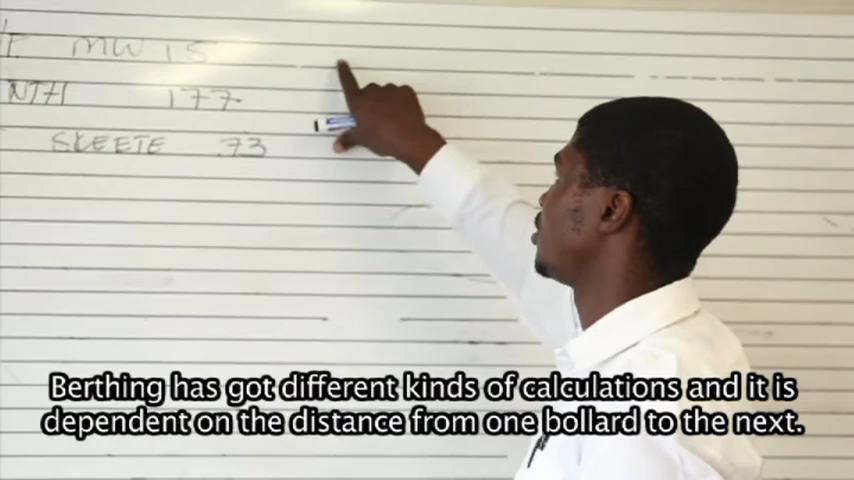 MW 15
NTH 177
SKEETE 73
Berthing has got different kinds of calculations and it is
dependent on the distance from one bollard to the next.